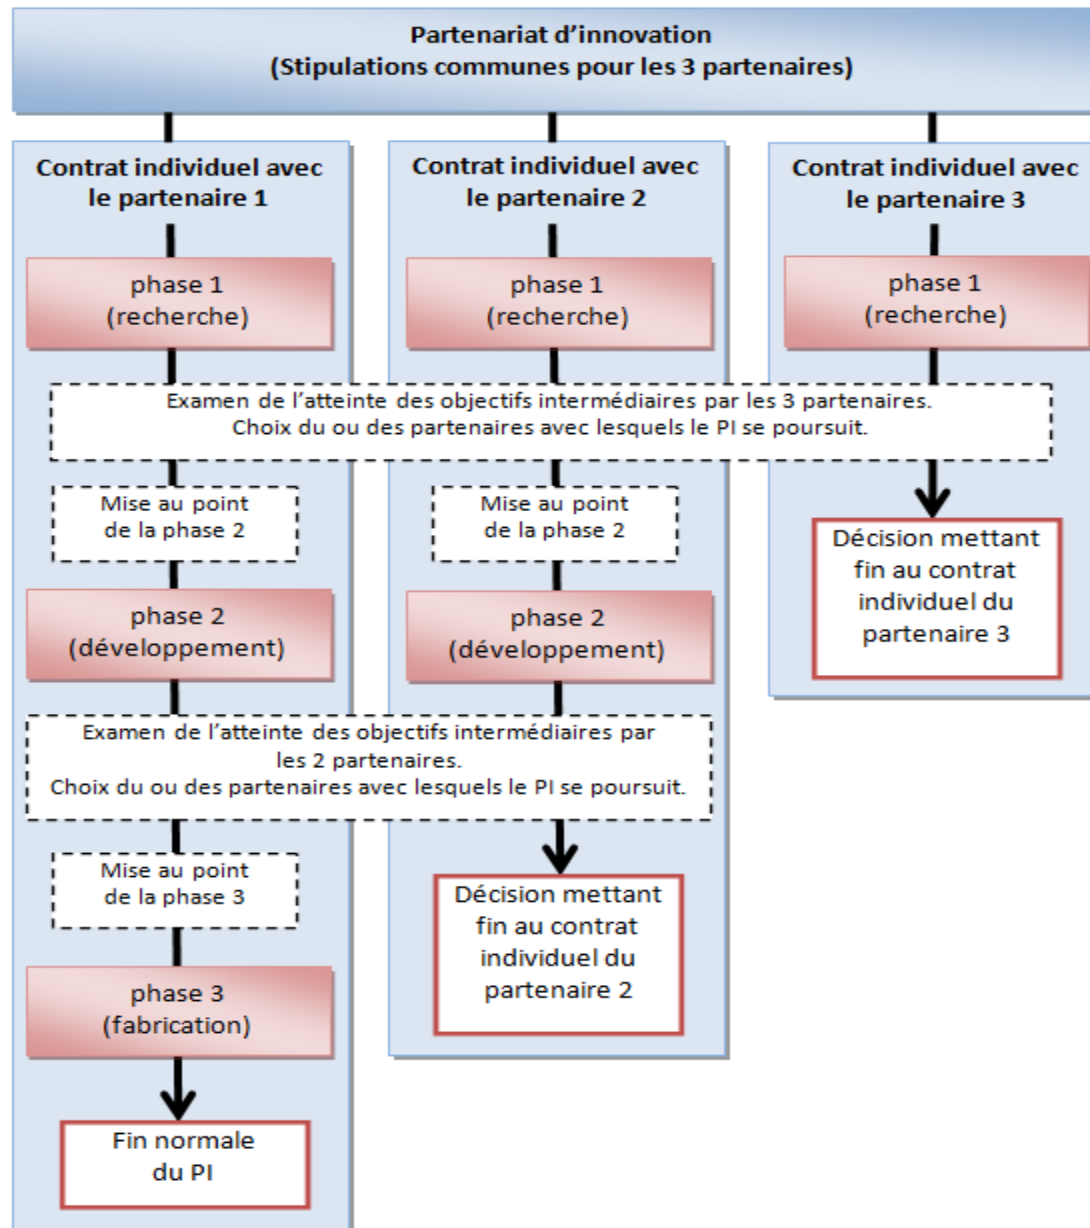 Partenariat d’innovation
(Stipulations communes pour les 3 partenaires)
Contrat individuel avec
le partenaire 1
Contrat individuel avec
le partenaire 2
Contrat individuel avec
le partenaire 3
phase 1
(recherche)
phase 1
(recherche)
phase 1
(recherche)
Examen de l’atteinte des objectifs intermédiaires par les 3 partenaires.
Choix du ou des partenaires avec lesquels le PI se poursuit.
Mise au point
de la phase 2
Mise au point
de la phase 2
Décision mettant
fin au contrat
individuel du
partenaire 3
phase 2
(développement)
phase 2
(développement)
Examen de l’atteinte des objectifs intermédiaires par
les 2 partenaires.
Choix du ou des partenaires avec lesquels le PI se poursuit.
Mise au point
de la phase 3
Décision mettant
fin au contrat
individuel du
partenaire 2
phase 3
(fabrication)
Fin normale
du PI